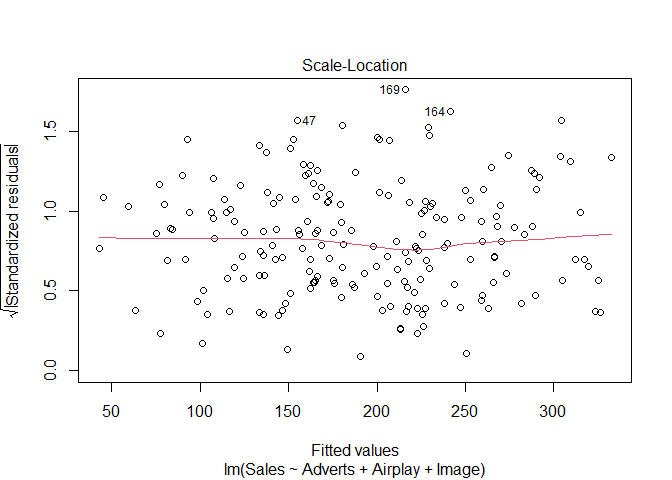 Scale-Location
√|Standardized residuals|
1.5
1.0
0.5
0.0
169
164
47
50 100 150 200 250 300
Fitted values
lm(Sales ~ Adverts + Airplay + Image)